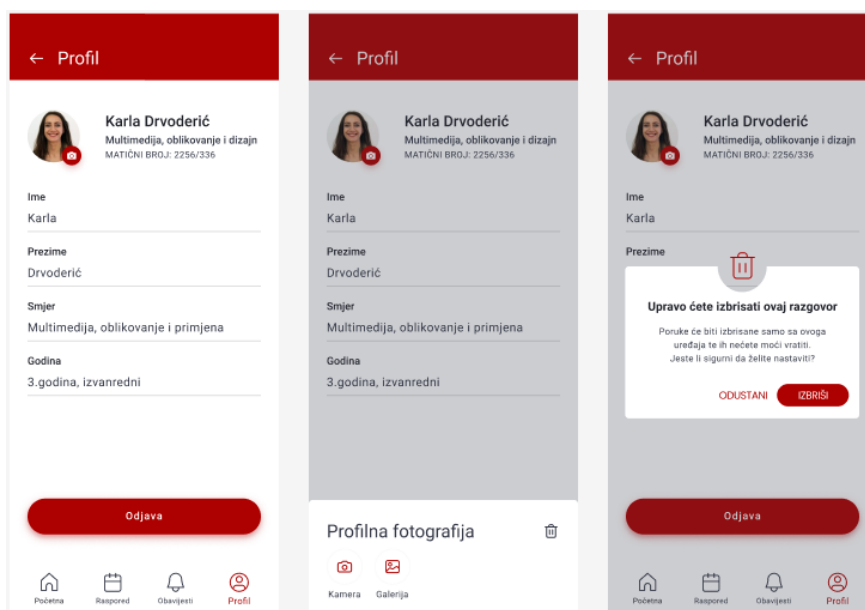 Profil
Karla Drvoderić
Multimedija, oblikovanje i dizajn
MATIČNI BROJ: 2256/336
Ime
Karla
Prezime
Drvoderić
Smjer
Multimedija, oblikovanje i primjena
Godina
3.godina, izvanredni
Odjava
Početna
Raspored
Obavijesti
Profil
Profil
Karla Drvoderić
Multimedija, oblikovanje i dizajn
MATIČNI BROJ: 2256/336
Ime
Karla
Prezime
Drvoderić
Smjer
Multimedija, oblikovanje i primjena
Godina
3.godina, izvanredni
Profilna fotografija
Kamera
Galerija
Profil
Karla Drvoderić
Multimedija, oblikovanje i dizajn
MATIČNI BROJ: 2256/336
Ime
Karla
Prezime
Upravo ćete izbrisati ovaj razgovor
Poruke će biti izbrisane samo sa ovoga
uređaja te ih nećete moći vratiti.
Jeste li sigurni da želite nastaviti?
ODUSTANI
IZBRIŠI
Odjava
Početna
Raspored
Obavijesti
Profil